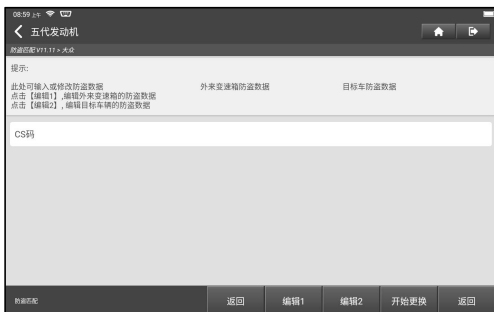 08:59 上午
五代发动机
防盗匹配 V11.11 > 大众
提示:
此处可输入或修改防盗数据 外来变速箱防盗数据 目标车防盗数据
点击【编辑1】,编辑外来变速箱的防盗数据
点击【编辑2】, 编辑目标车辆的防盗数据
CS码
防盗匹配 返回 编辑1 编辑2 开始更换 返回